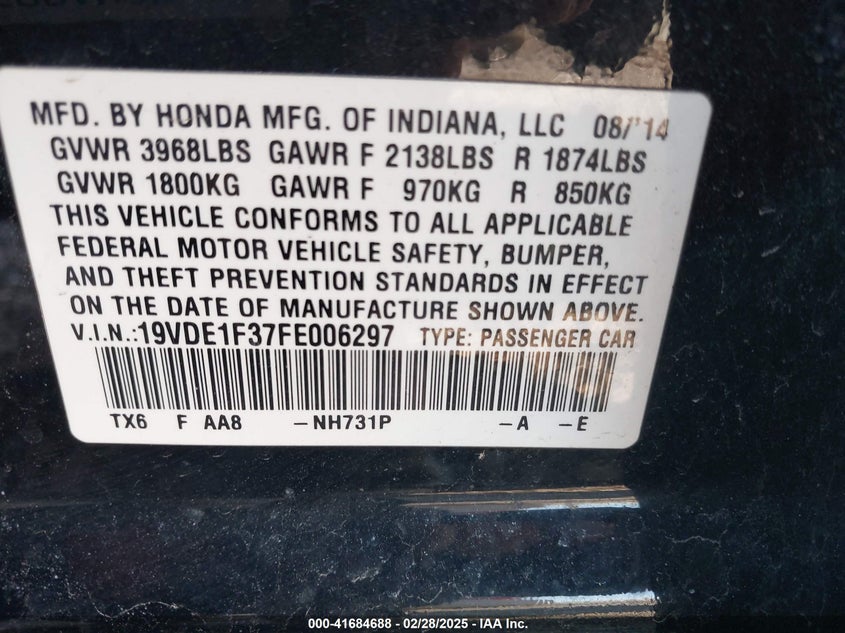 MFD. BY HONDA MFG. OF INDIANA, LLC 08/'14
GVWR 3968LBS GAWR F 2138LBS R 1874LBS
GVWR 1800KG GAWR F 970KG R 850KG
THIS VEHICLE CONFORMS TO ALL APPLICABLE
FEDERAL MOTOR VEHICLE SAFETY, BUMPER,
AND THEFT PREVENTION STANDARDS IN EFFECT
ON THE DATE OF MANUFACTURE SHOWN ABOVE.
V.I.N.:19VDE1F37FE006297 TYPE: PASSENGER CAR
TX6 F AA8 -NH731P -A -E
000-41684688 - 02/28/2025 - IAA Inc.